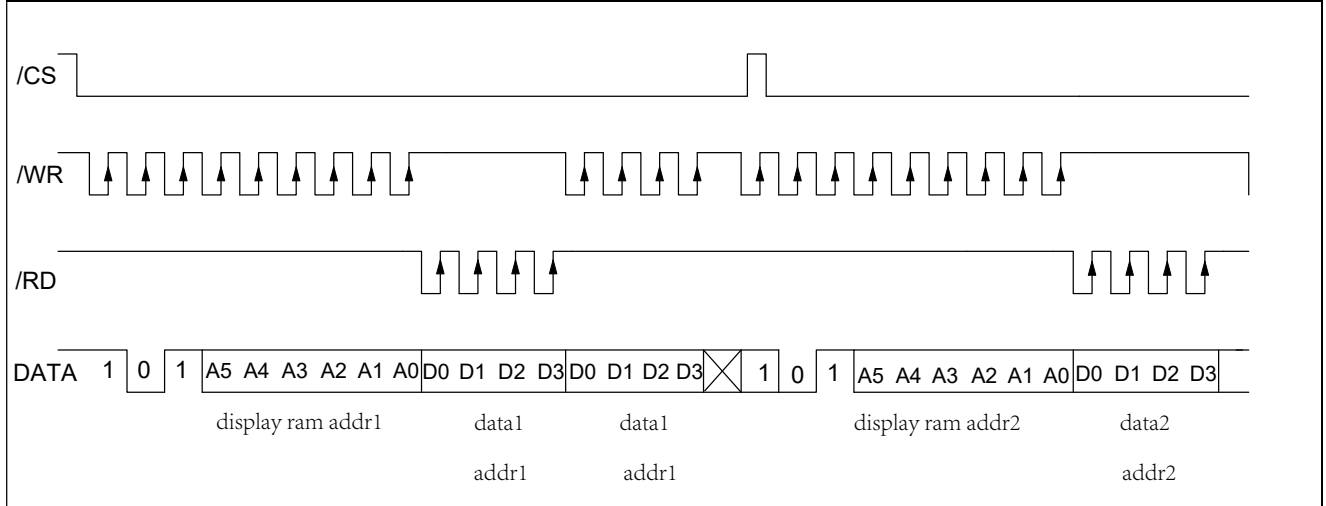 /CS
/WR
/RD
DATA 1 0 1 A5 A4 A3 A2 A1 A0 D0 D1 D2 D3 D0 D1 D2 D3 1 0 1 A5 A4 A3 A2 A1 A0 D0 D1 D2 D3
display ram addr1 data1 data1 display ram addr2 data2
addr1 addr1 addr2